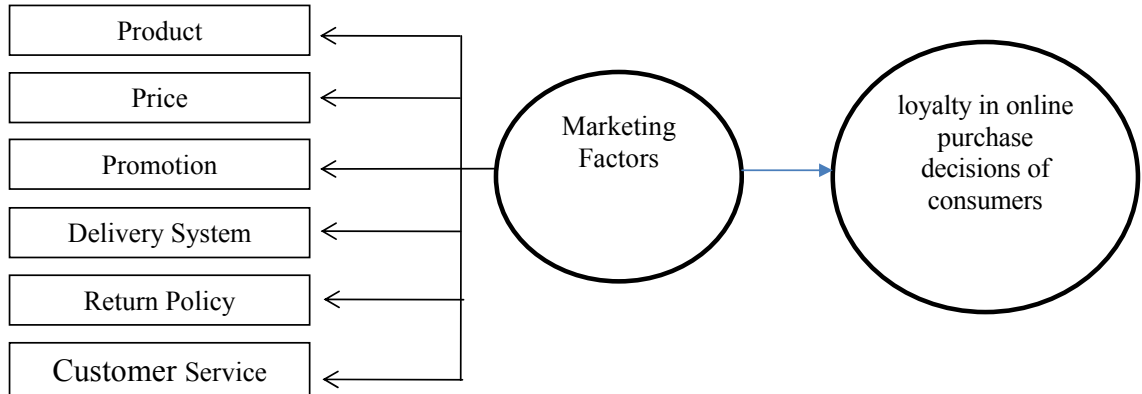 Product
Price
Promotion
Delivery System
Return Policy
Customer Service
Marketing
Factors
loyalty in online
purchase
decisions of
consumers